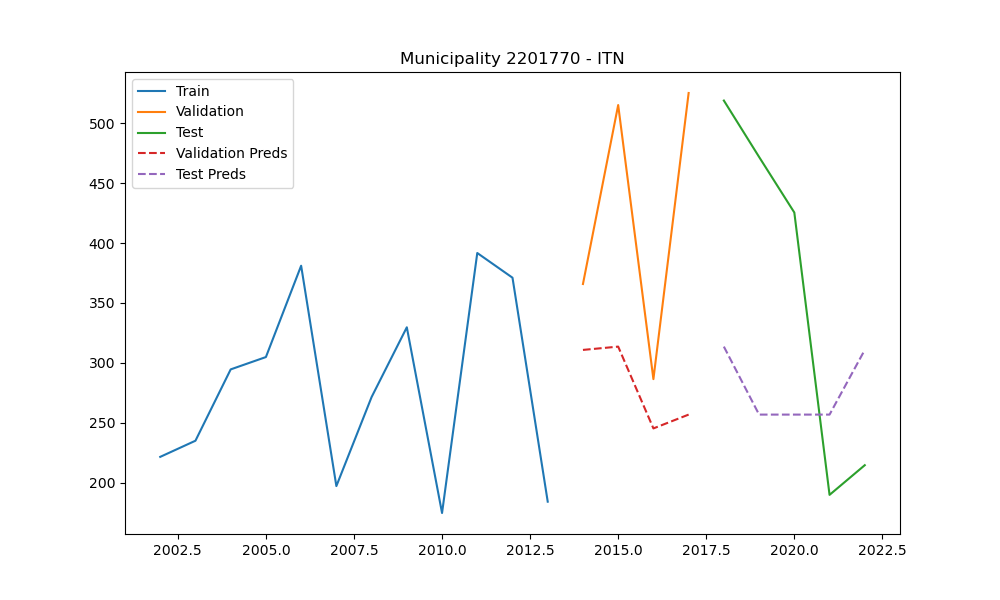 Municipality 2201770 - ITN
Train
Validation
Test
Validation Preds
Test Preds
500
450
400
350
300
250
200
2002.5 2005.0 2007.5 2010.0 2012.5 2015.0 2017.5 2020.0 2022.5